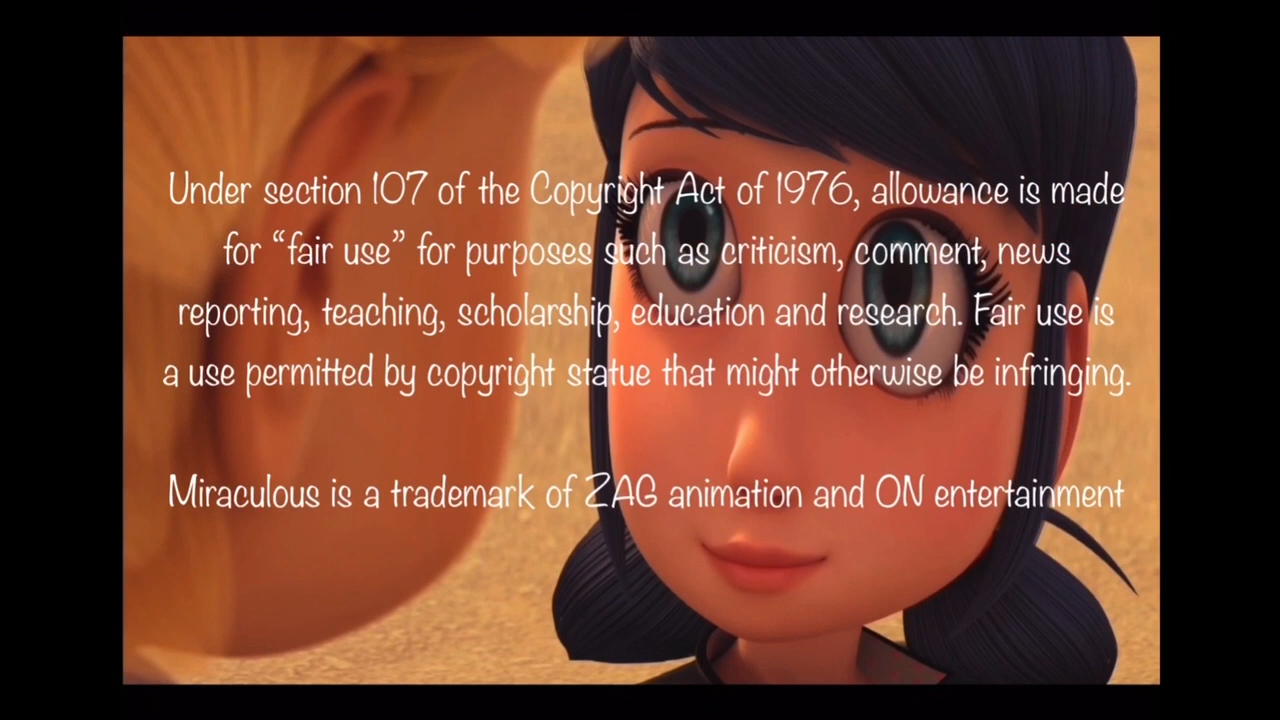 Under section 107 of the Copyright Act of 1976, allowance is made
for “fair use” for purposes such as criticism, comment, news
reporting, teaching, scholarship, education and research. Fair use is
a use permitted by copyright statue that might otherwise be infringing.
Miraculous is a trademark of ZAG animation and ON entertainment